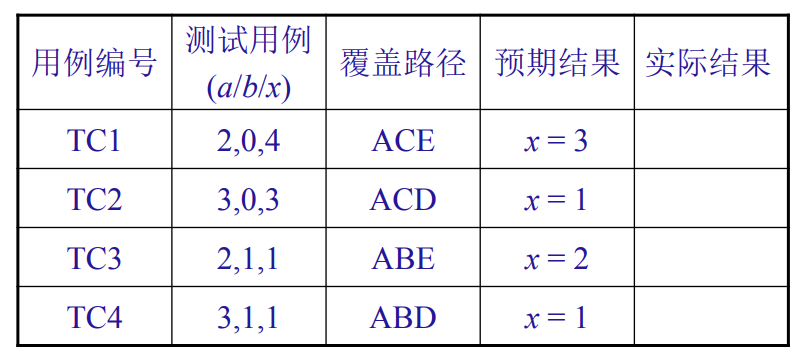 用例编号 测试用例 (a/b/x) 覆盖路径 预期结果 实际结果
TC1 2,0,4 ACE x = 3
TC2 3,0,3 ACD x = 1
TC3 2,1,1 ABE x = 2
TC4 3,1,1 ABD x = 1